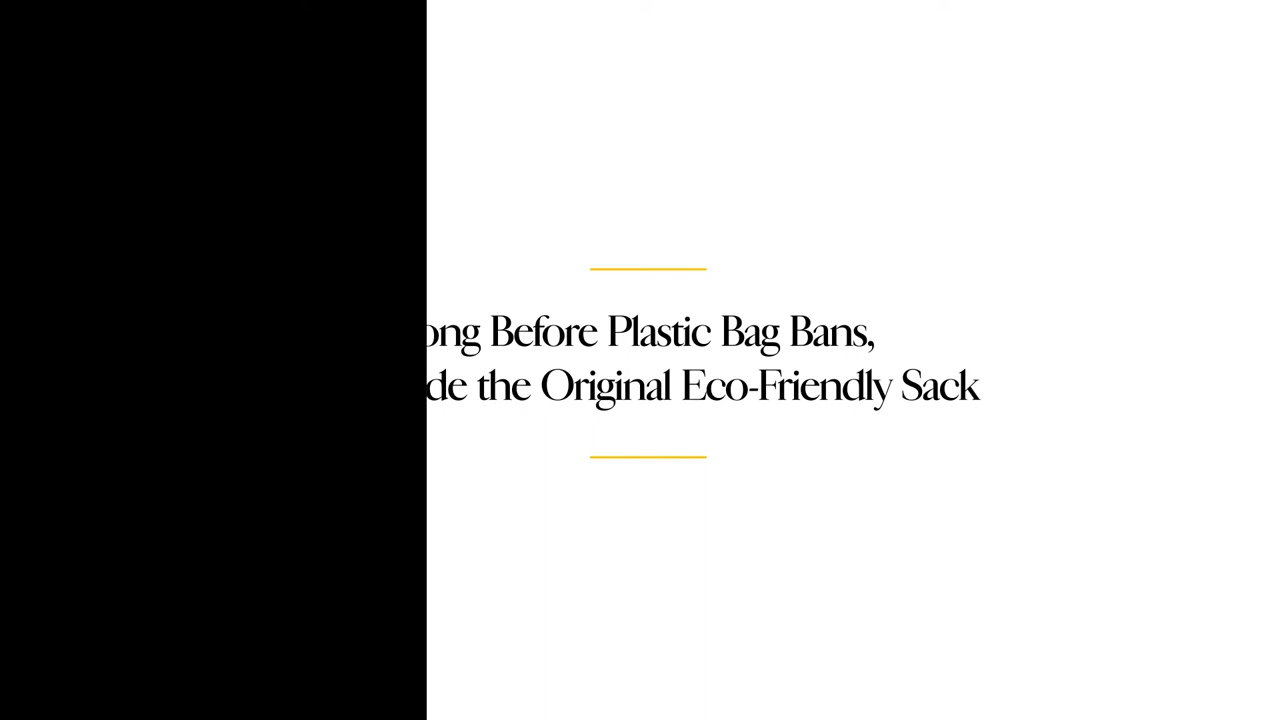 ong Before Plastic Bag Bans,
de the Original Eco-Friendly Sack